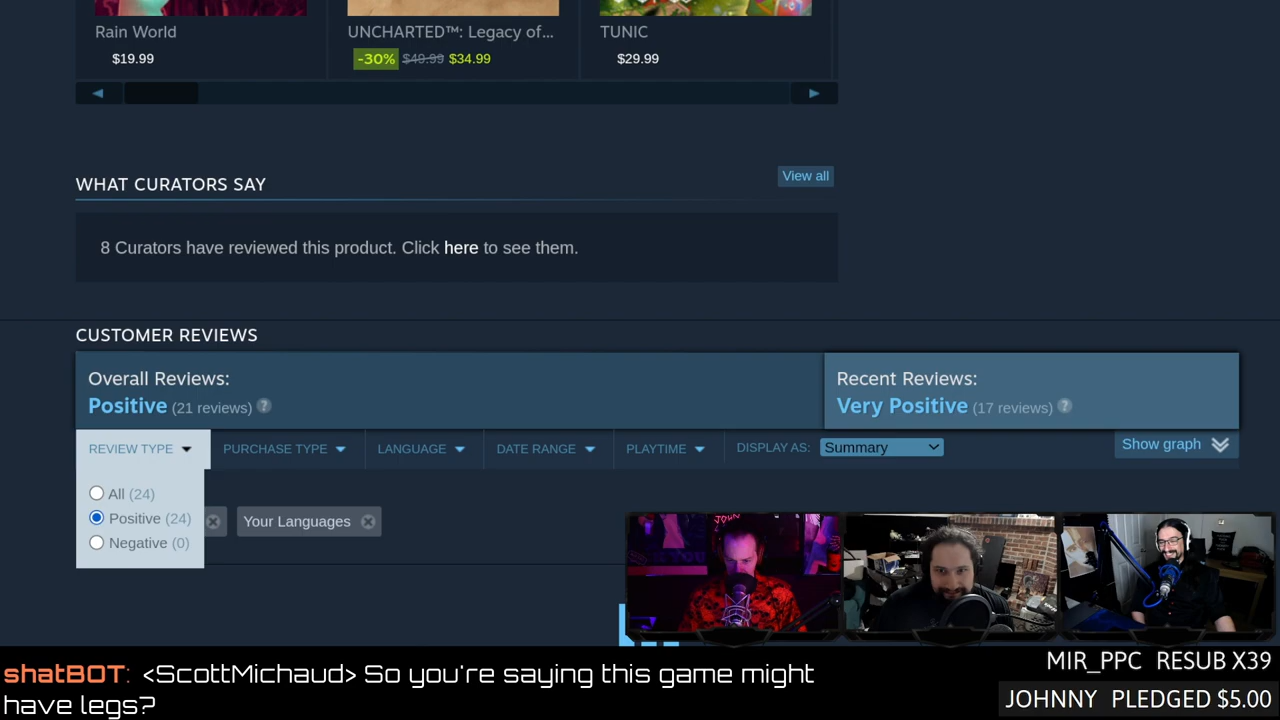 Rain World
UNCHARTED™: Legacy of...
TUNIC
$19.99
-30% $49.99 $34.99
$29.99
WHAT CURATORS SAY
View all
8 Curators have reviewed this product. Click here to see them.
CUSTOMER REVIEWS
Overall Reviews:
Positive (21 reviews) ?
Recent Reviews:
Very Positive (17 reviews) ?
REVIEW TYPE
PURCHASE TYPE
LANGUAGE
DATE RANGE
PLAYTIME
DISPLAY AS: Summary
Show graph
All (24)
Positive (24)
Negative (0)
Your Languages
shatBOT: <ScottMichaud> So you're saying this game might
have legs?
MIR_PPC RESUB X39
JOHNNY PLEDGED $5.00